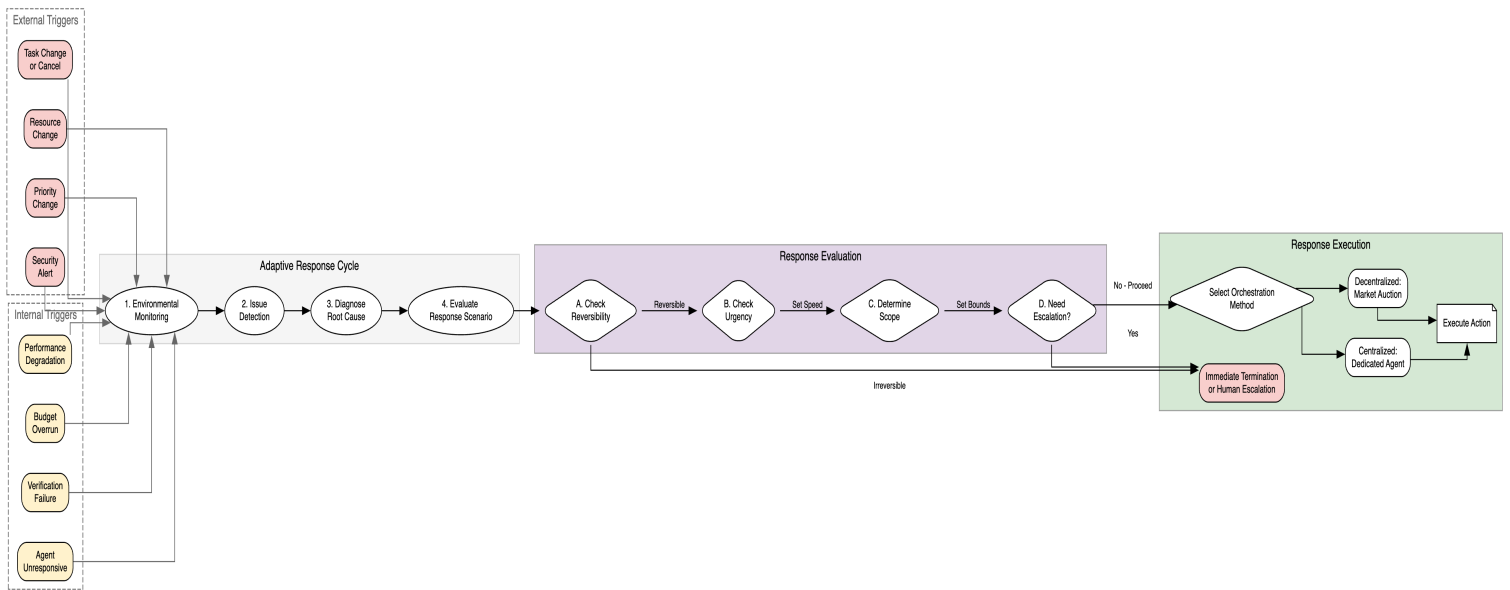 External Triggers
Task Change
or Cancel
Resource
Change
Priority
Change
Security
Alert
Internal Triggers
Performance
Degradation
Budget
Overrun
Verification
Failure
Agent
Unresponsive
Adaptive Response Cycle
1. Environmental
Monitoring
2. Issue
Detection
3. Diagnose
Root Cause
4. Evaluate
Response Scenario
Response Evaluation
A. Check
Reversibility
Reversible
B. Check
Urgency
Set Speed
C. Determine
Scope
Set Bounds
D. Need
Escalation?
No - Proceed
Yes
Irreversible
Response Execution
Select Orchestration
Method
Decentralized:
Market Auction
Centralized:
Dedicated Agent
Execute Action
Immediate Termination
or Human Escalation